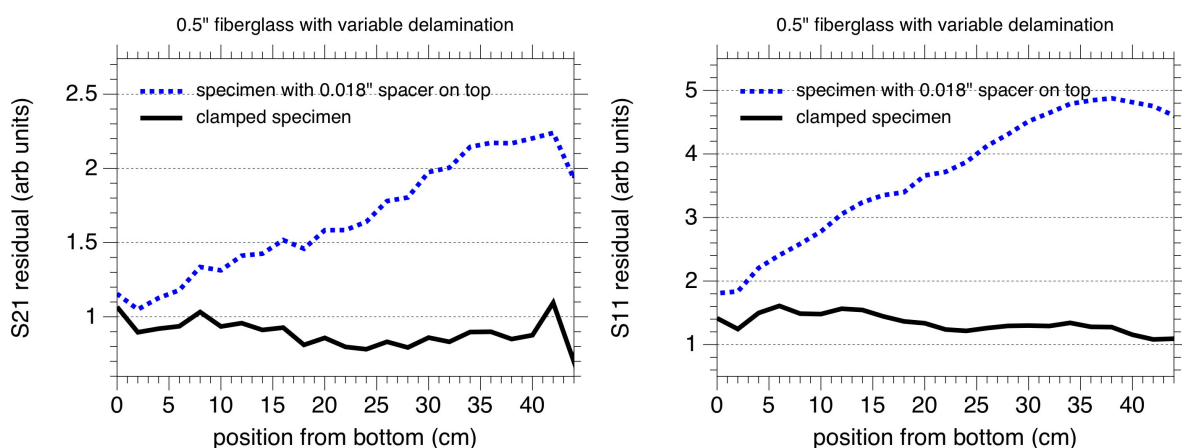 0.5" fiberglass with variable delamination
S21 residual (arb units)
2.5
2
1.5
1
specimen with 0.018" spacer on top
clamped specimen
0 5 10 15 20 25 30 35 40
position from bottom (cm)
0.5" fiberglass with variable delamination
S11 residual (arb units)
5
4
3
2
1
specimen with 0.018" spacer on top
clamped specimen
0 5 10 15 20 25 30 35 40
position from bottom (cm)